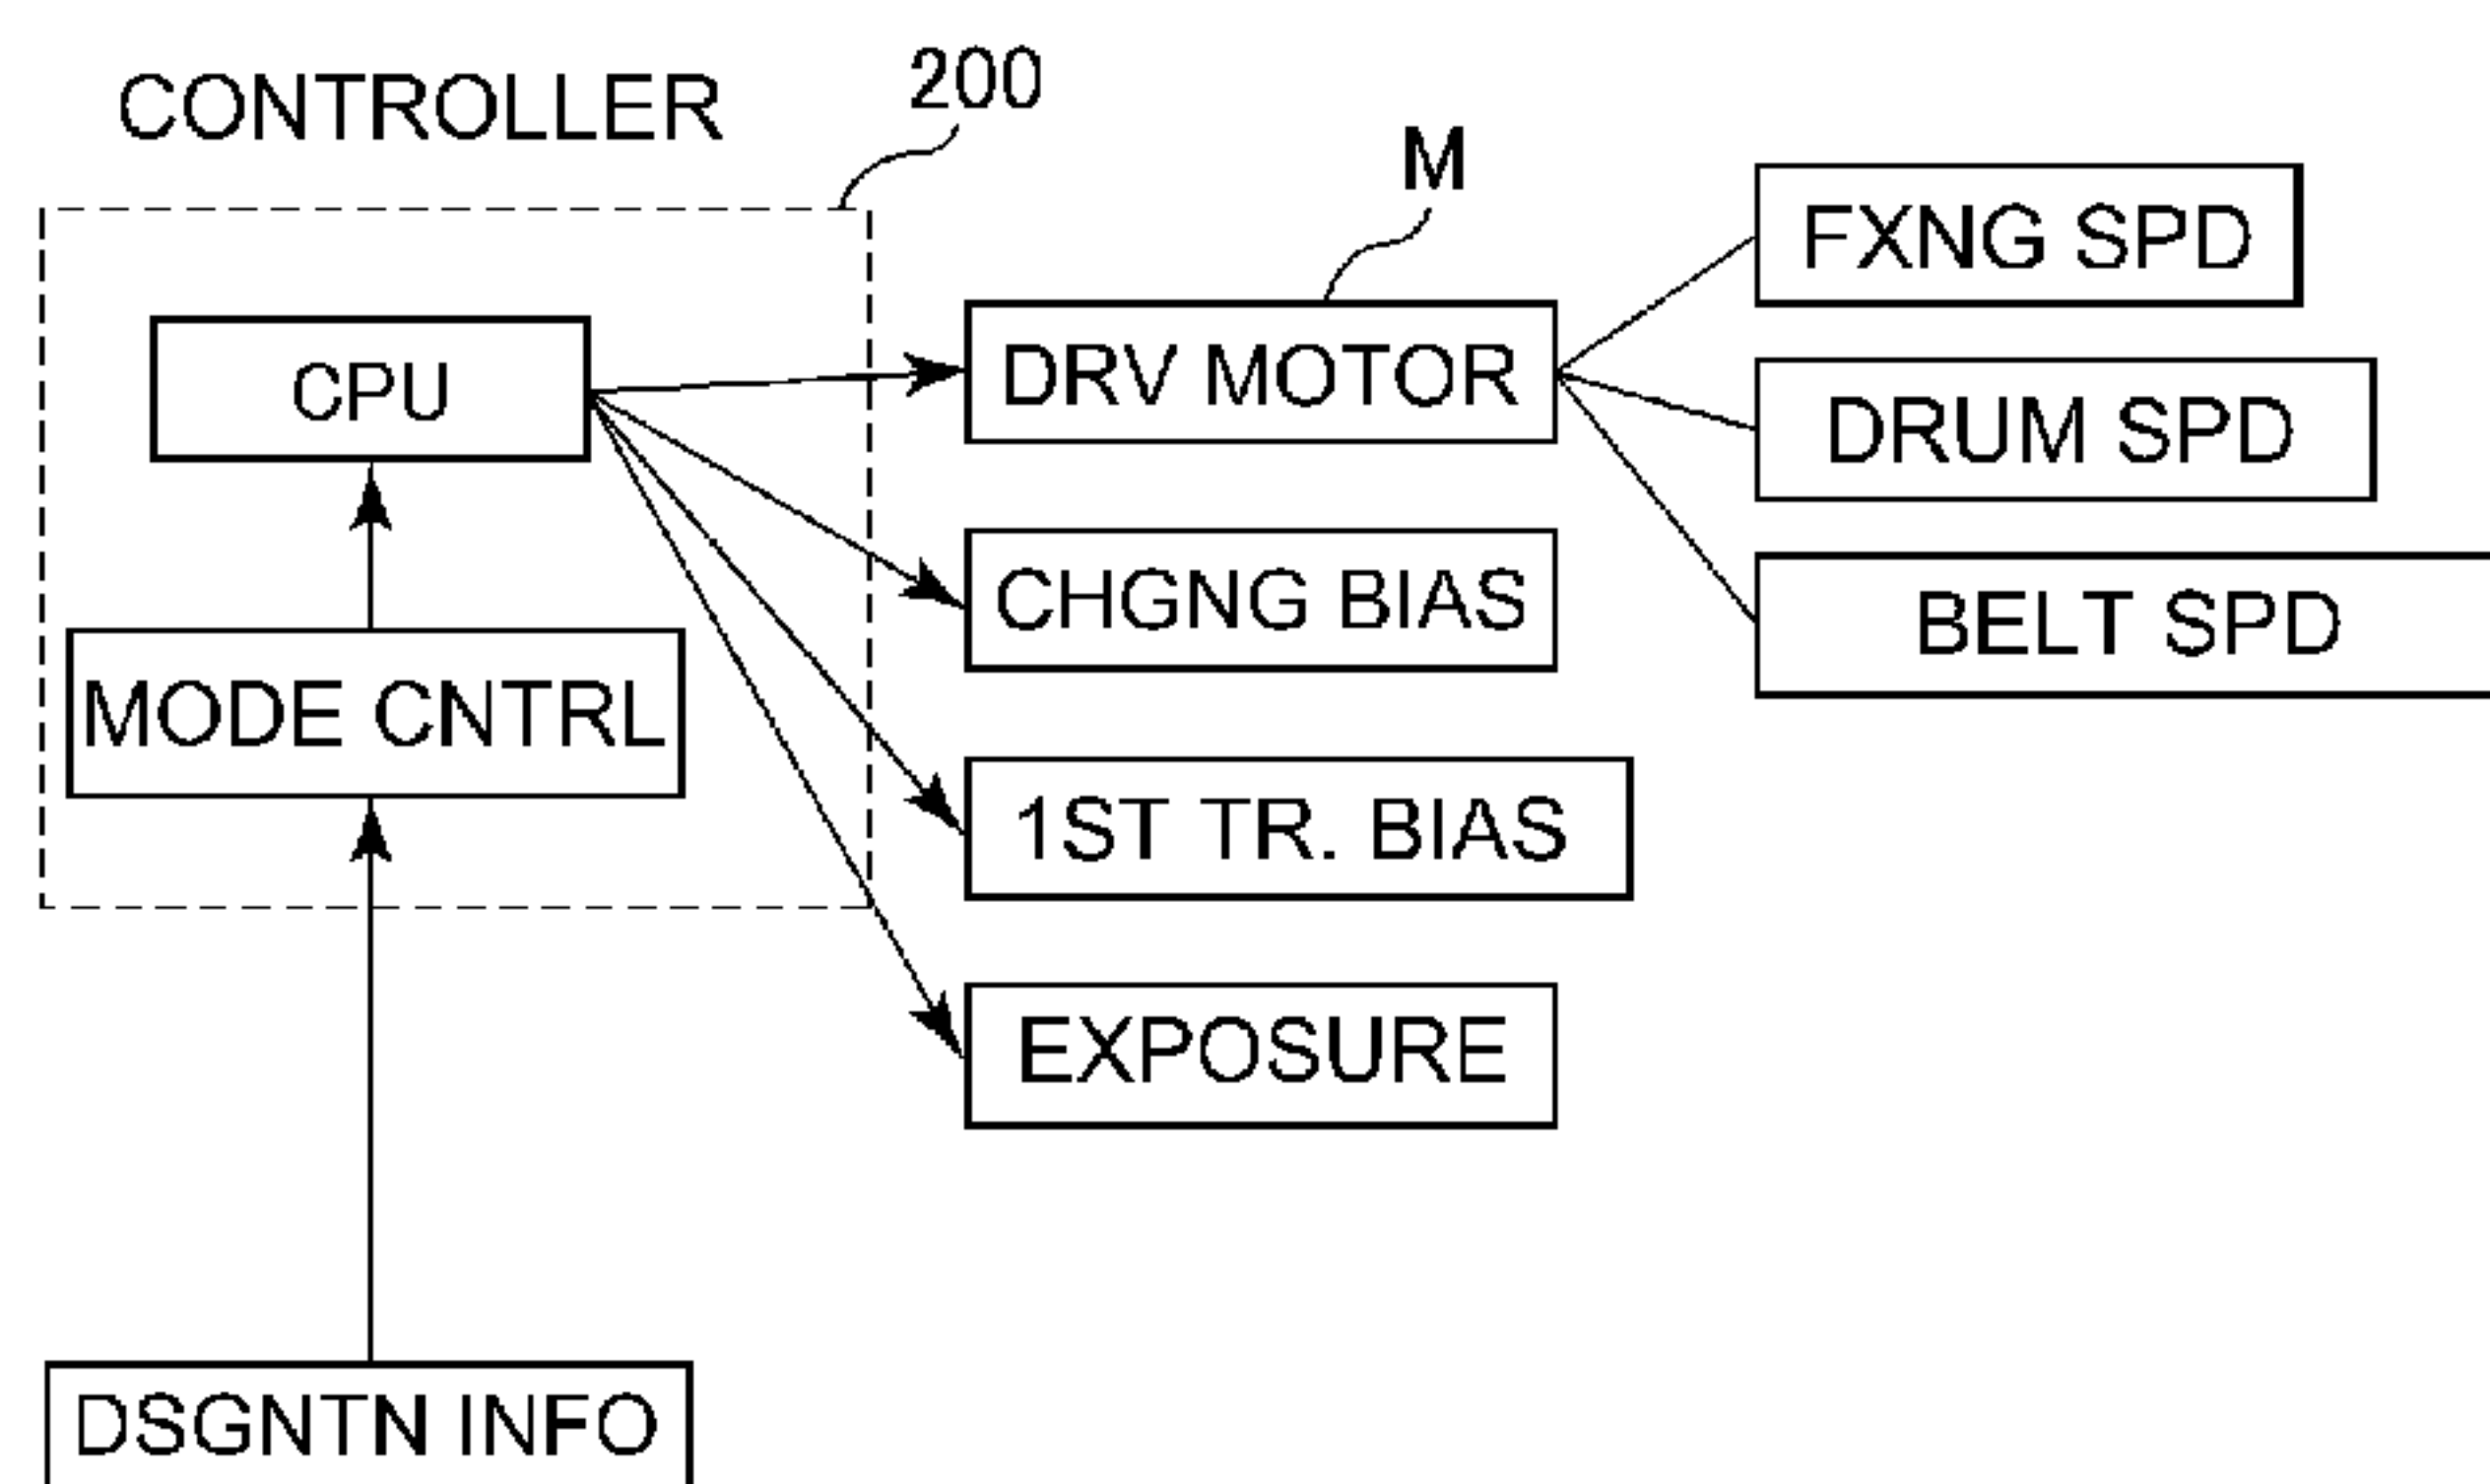 CONTROLLER
200
M
CPU
MODE CNTRL
DSGNTN INFO
DRV MOTOR
CHGNG BIAS
1ST TR. BIAS
EXPOSURE
FXNG SPD
DRUM SPD
BELT SPD